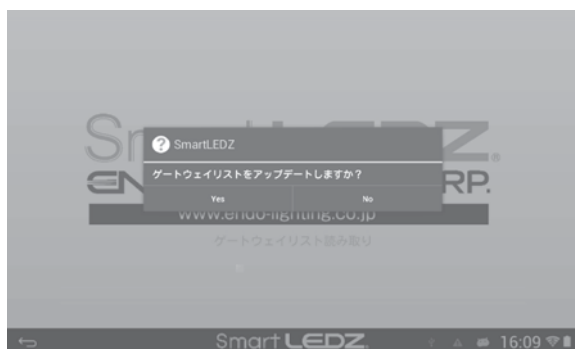 SmartLEDZ
ゲートウェイリストをアップデートしますか？
Yes No
www.endo-lighting.co.jp
ゲートウェイリスト読み取り
Smart LEDZ. 16:09